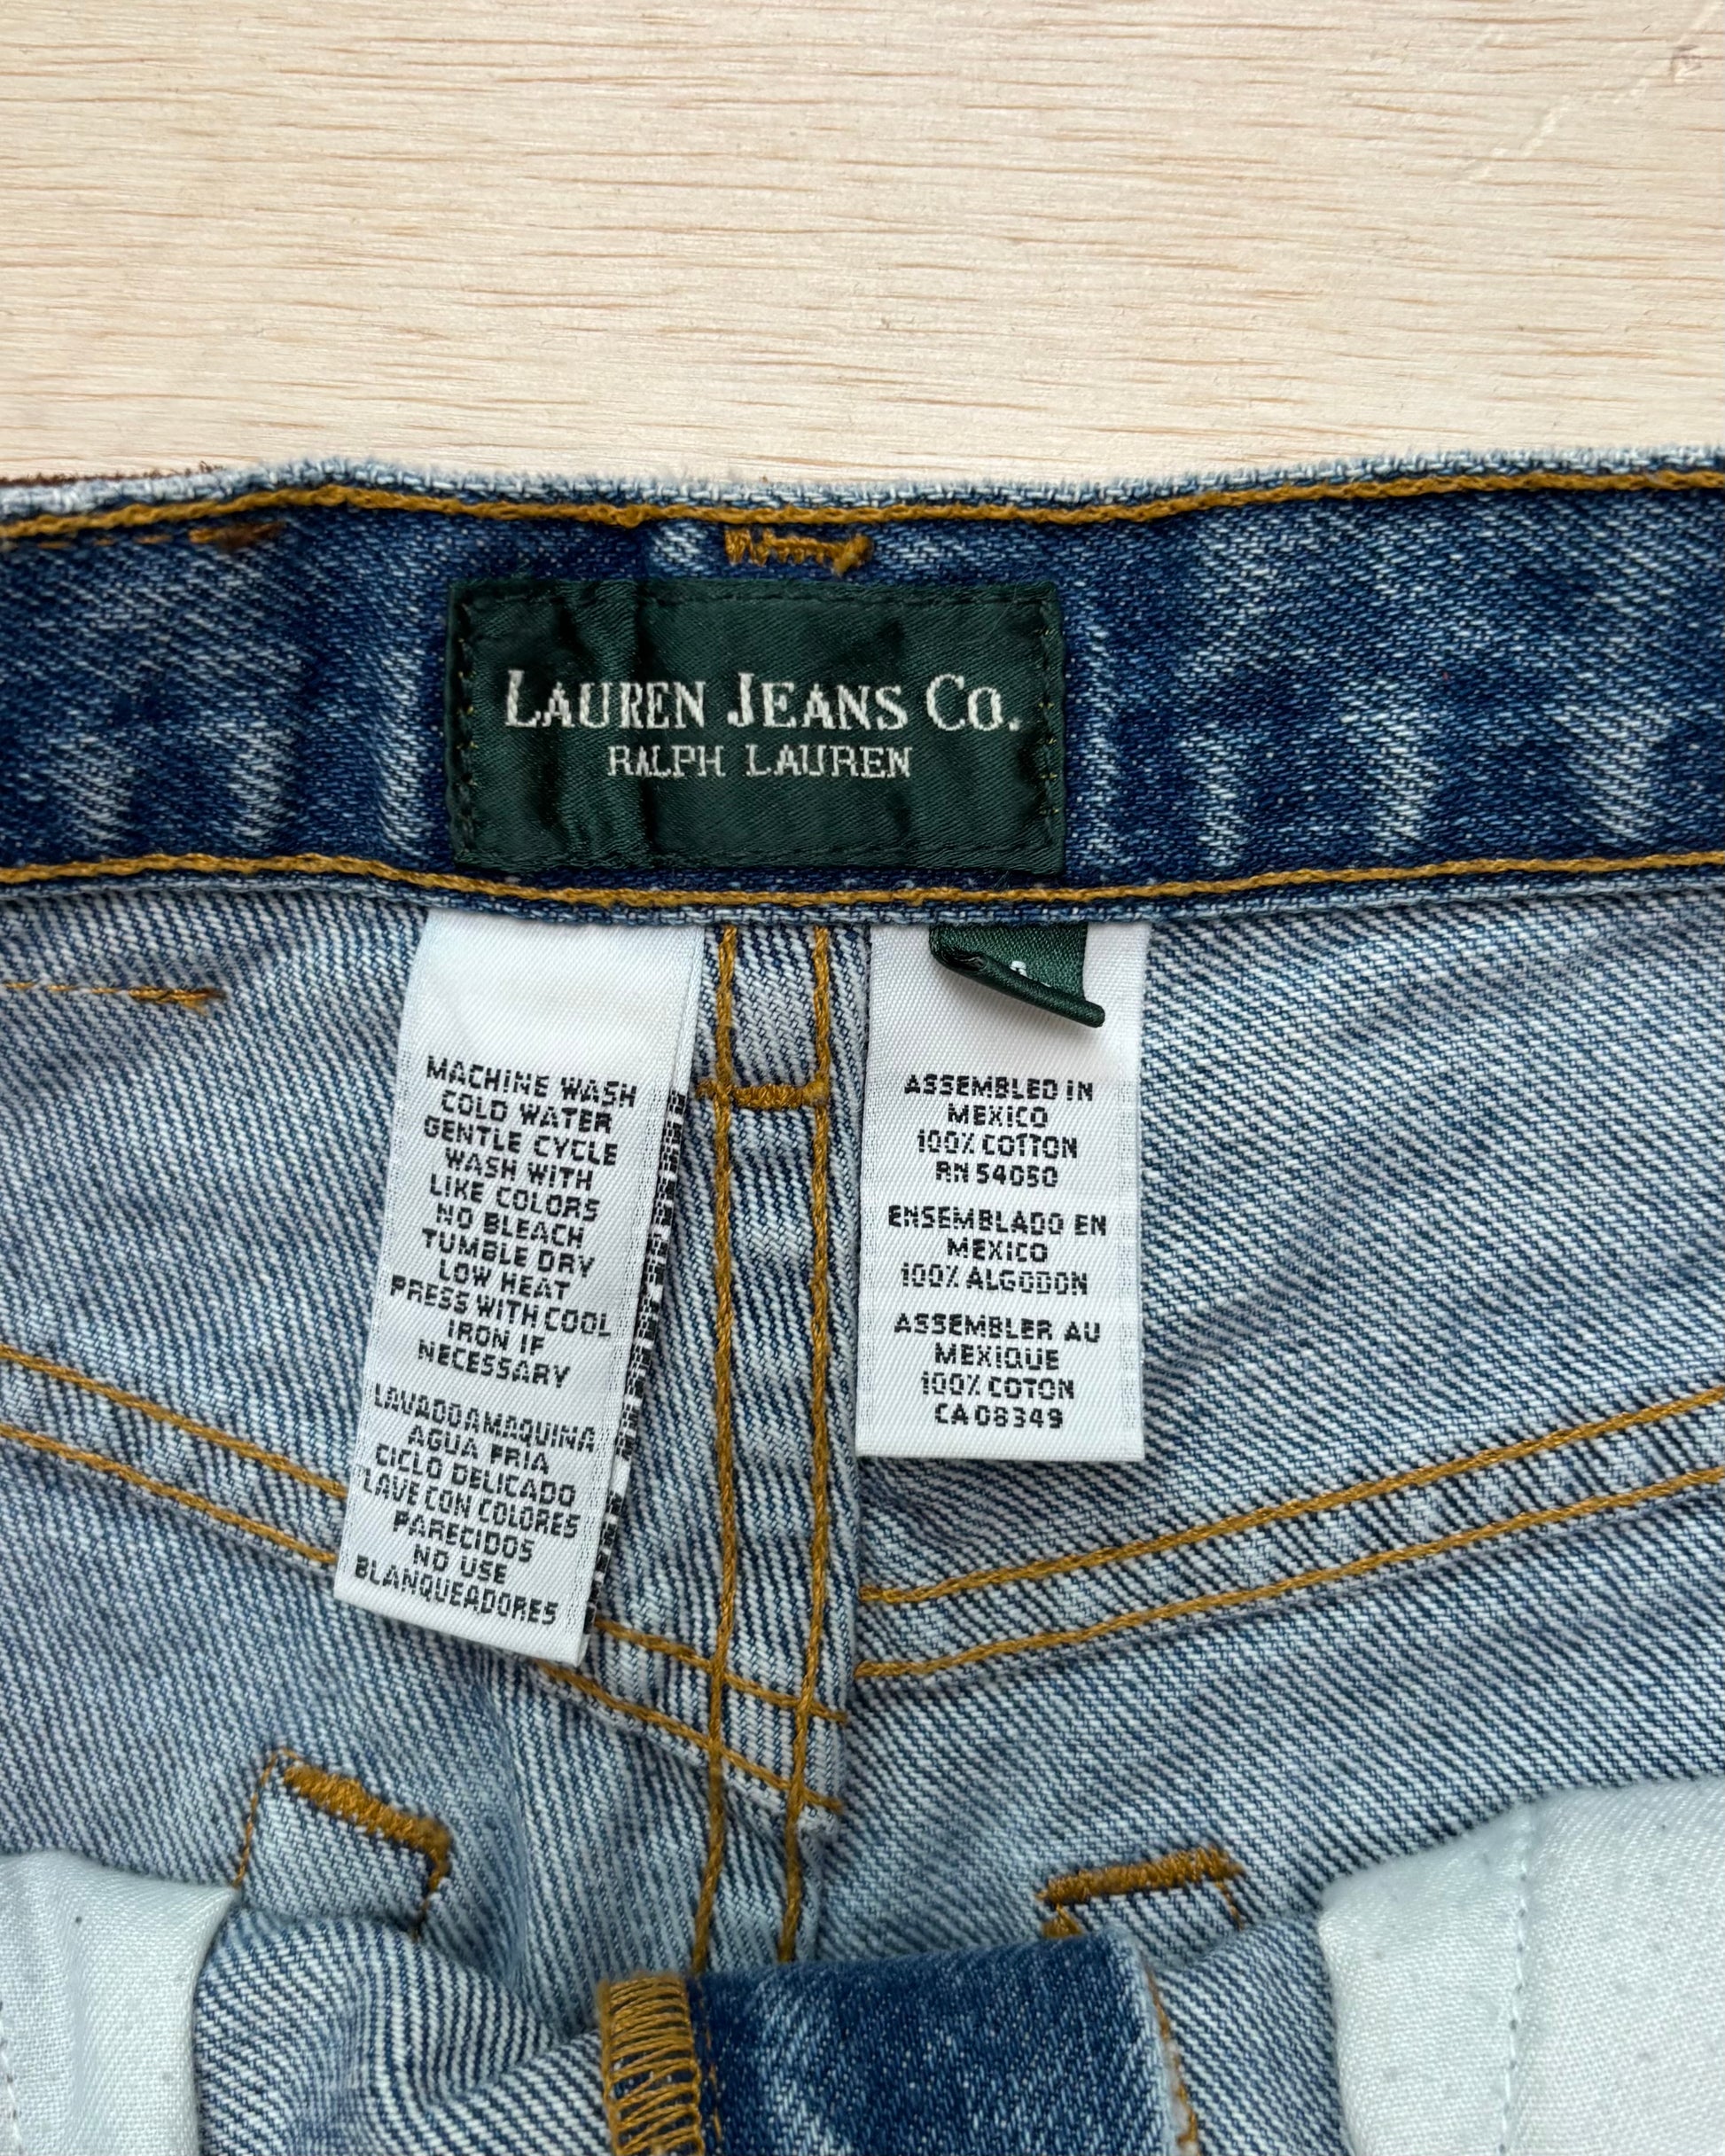 LAUREN JEANS CO.
RALPH LAUREN
MACHINE WASH
COLD WATER
GENTLE CYCLE
WASH WITH
LIKE COLORS
NO BLEACH
TUMBLE DRY
LOW HEAT
PRESS WITH COOL
IRON IF
NECESSARY
LAVADO A MAQUINA
AGUA FRIA
CICLO DELICADO
LAVE CON COLORES
PARECIDOS
NO USE
BLANQUEADORES
ASSEMBLED IN
MEXICO
100% COTTON
RN 54050
ENSEMBLADO EN
MEXICO
100% ALGODON
ASSEMBLER AU
MEXIQUE
100% COTON
CA 08349